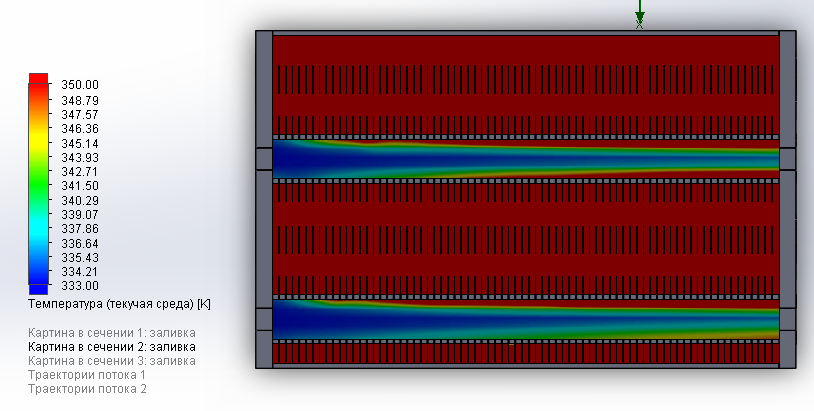 X
350.00
348.79
347.57
346.36
345.14
343.93
342.71
341.50
340.29
339.07
337.86
336.64
335.43
334.21
333.00
Температура (текучая среда) [K]
Картина в сечении 1: заливка
Картина в сечении 2: заливка
Картина в сечении 3: заливка
Траектории потока 1
Траектории потока 2